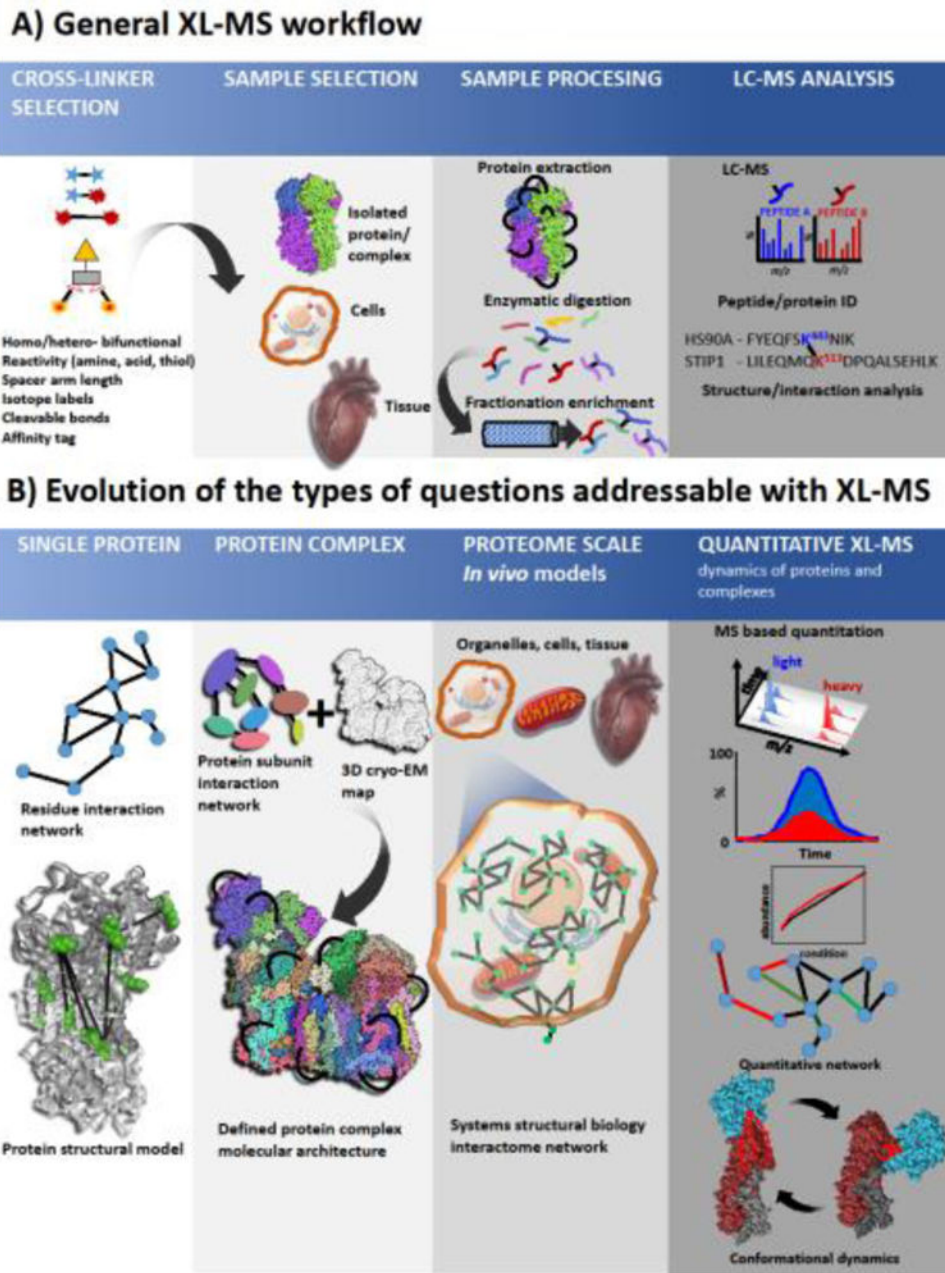 A) General XL-MS workflow
CROSS-LINKER
SELECTION
SAMPLE SELECTION
SAMPLE PROCESING
LC-MS ANALYSIS
Homo/hetero- bifunctional
Reactivity (amine, acid, thiol)
Spacer arm length
Isotope labels
Cleavable bonds
Affinity tag
Isolated
protein/
complex
Cells
Tissue
Protein extraction
Enzymatic digestion
Fractionation enrichment
LC-MS
PEPTIDE A
PEPTIDE B
%
%
m/z
m/z
Peptide/protein ID
HS90A - FYEQFSK NIK
STIP1 - LILEQMQK DPQALSEHLK
Structure/interaction analysis
B) Evolution of the types of questions addressable with XL-MS
SINGLE PROTEIN
PROTEIN COMPLEX
PROTEOME SCALE
In vivo models
QUANTITATIVE XL-MS
dynamics of proteins and
complexes
Residue interaction
network
Protein structural model
Protein subunit
interaction
network
+
3D cryo-EM
map
Defined protein complex
molecular architecture
Organelles, cells, tissue
Systems structural biology
interactome network
MS based quantitation
light
heavy
m/z
100
%
0
Time
abundance
condition
Quantitative network
Conformational dynamics